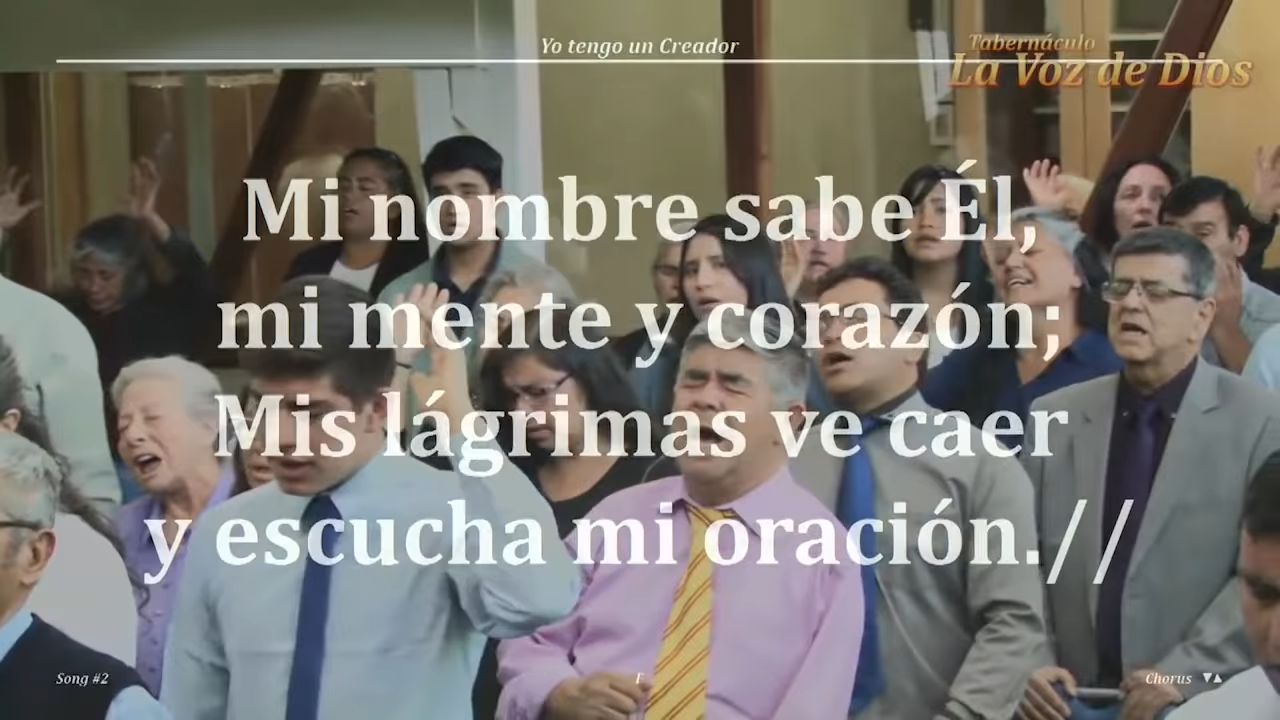 Yo tengo un Creador
Tabernáculo
La Voz de Dios
Mi nombre sabe Él,
mi mente y corazón;
Mis lágrimas ve caer
y escucha mi oración.//
Song #2
F
Chorus ▼▲